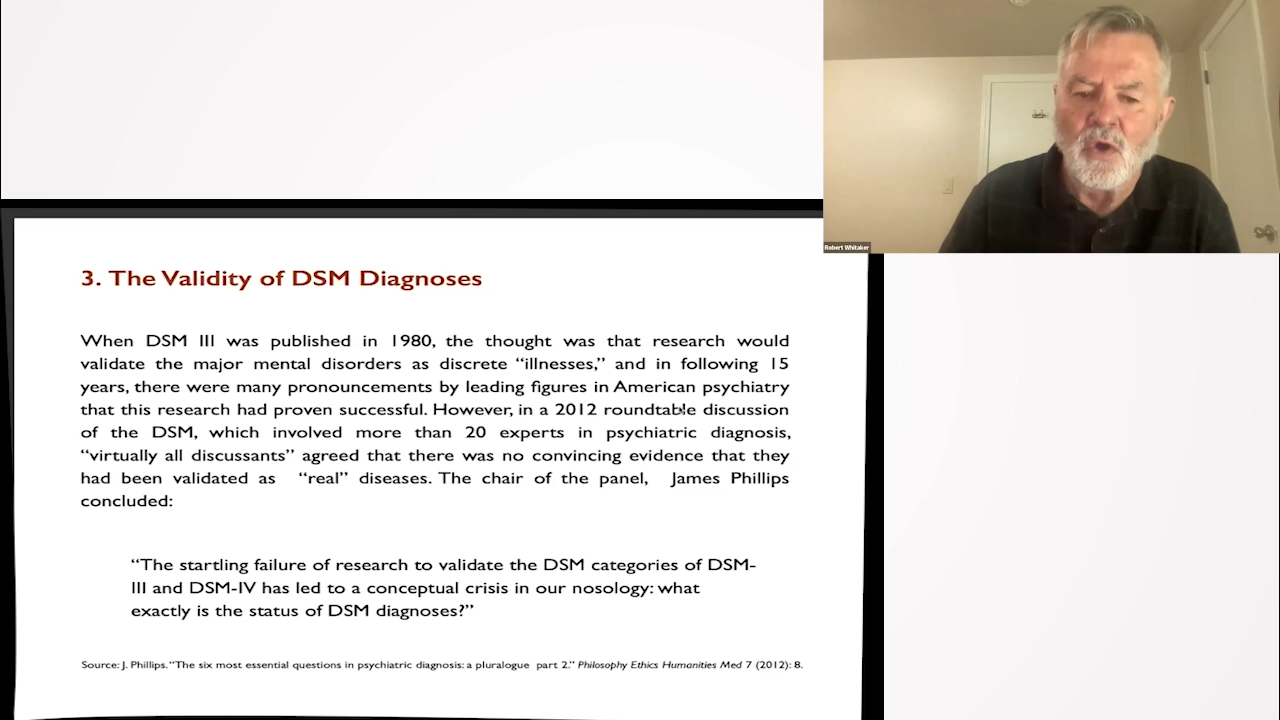 Robert Whitaker
3. The Validity of DSM Diagnoses
When DSM III was published in 1980, the thought was that research would
validate the major mental disorders as discrete “illnesses,” and in following 15
years, there were many pronouncements by leading figures in American psychiatry
that this research had proven successful. However, in a 2012 roundtable discussion
of the DSM, which involved more than 20 experts in psychiatric diagnosis,
“virtually all discussants” agreed that there was no convincing evidence that they
had been validated as “real” diseases. The chair of the panel, James Phillips
concluded:
“The startling failure of research to validate the DSM categories of DSM-
III and DSM-IV has led to a conceptual crisis in our nosology: what
exactly is the status of DSM diagnoses?”
Source: J. Phillips. “The six most essential questions in psychiatric diagnosis: a pluralogue part 2.” Philosophy Ethics Humanities Med 7 (2012): 8.